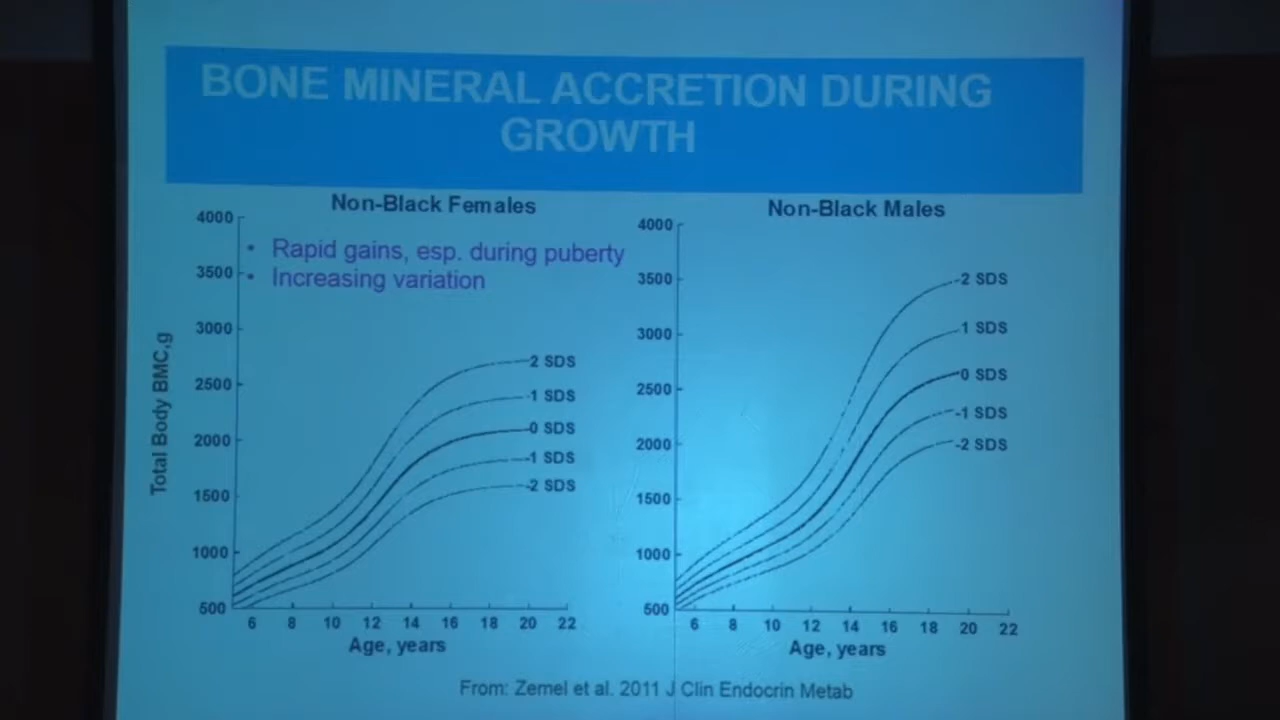 BONE MINERAL ACCRETION DURING
GROWTH
Non-Black Females
• Rapid gains, esp. during puberty
• Increasing variation
Total Body BMC,g
4000
3500
3000
2500
2000
1500
1000
500
2 SDS
1 SDS
0 SDS
-1 SDS
-2 SDS
6 8 10 12 14 16 18 20 22
Age, years
Non-Black Males
4000
3500
3000
2500
2000
1500
1000
500
2 SDS
1 SDS
0 SDS
-1 SDS
-2 SDS
6 8 10 12 14 16 18 20 22
Age, years
From: Zemel et al. 2011 J Clin Endocrin Metab